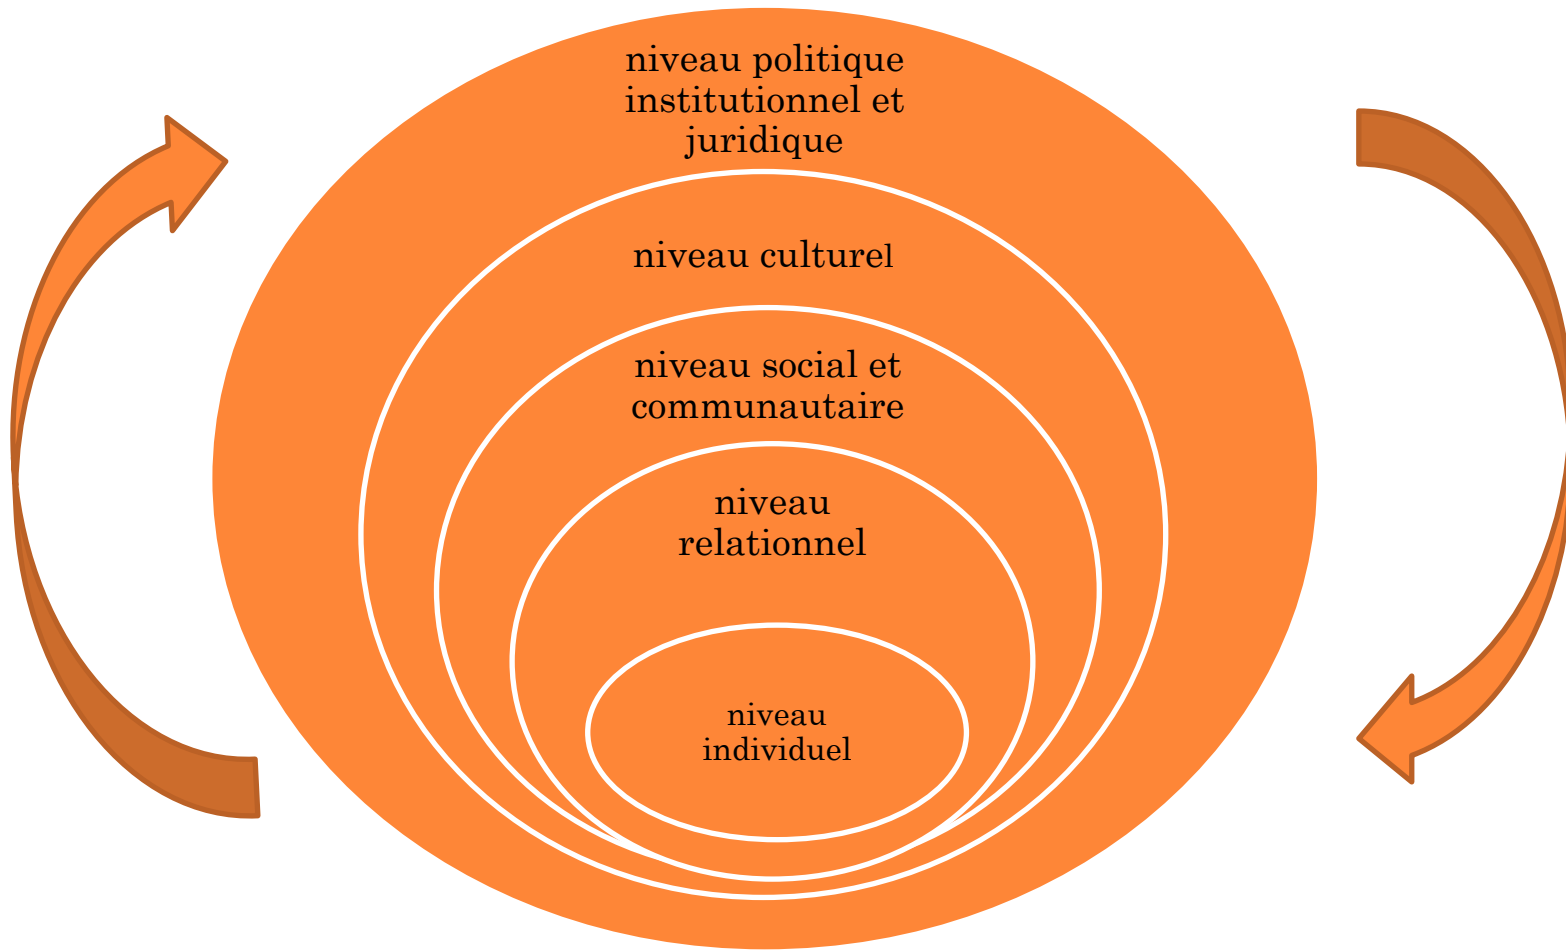 niveau politique
institutionnel et
juridique
niveau culturel
niveau social et
communautaire
niveau
relationnel
niveau
individuel